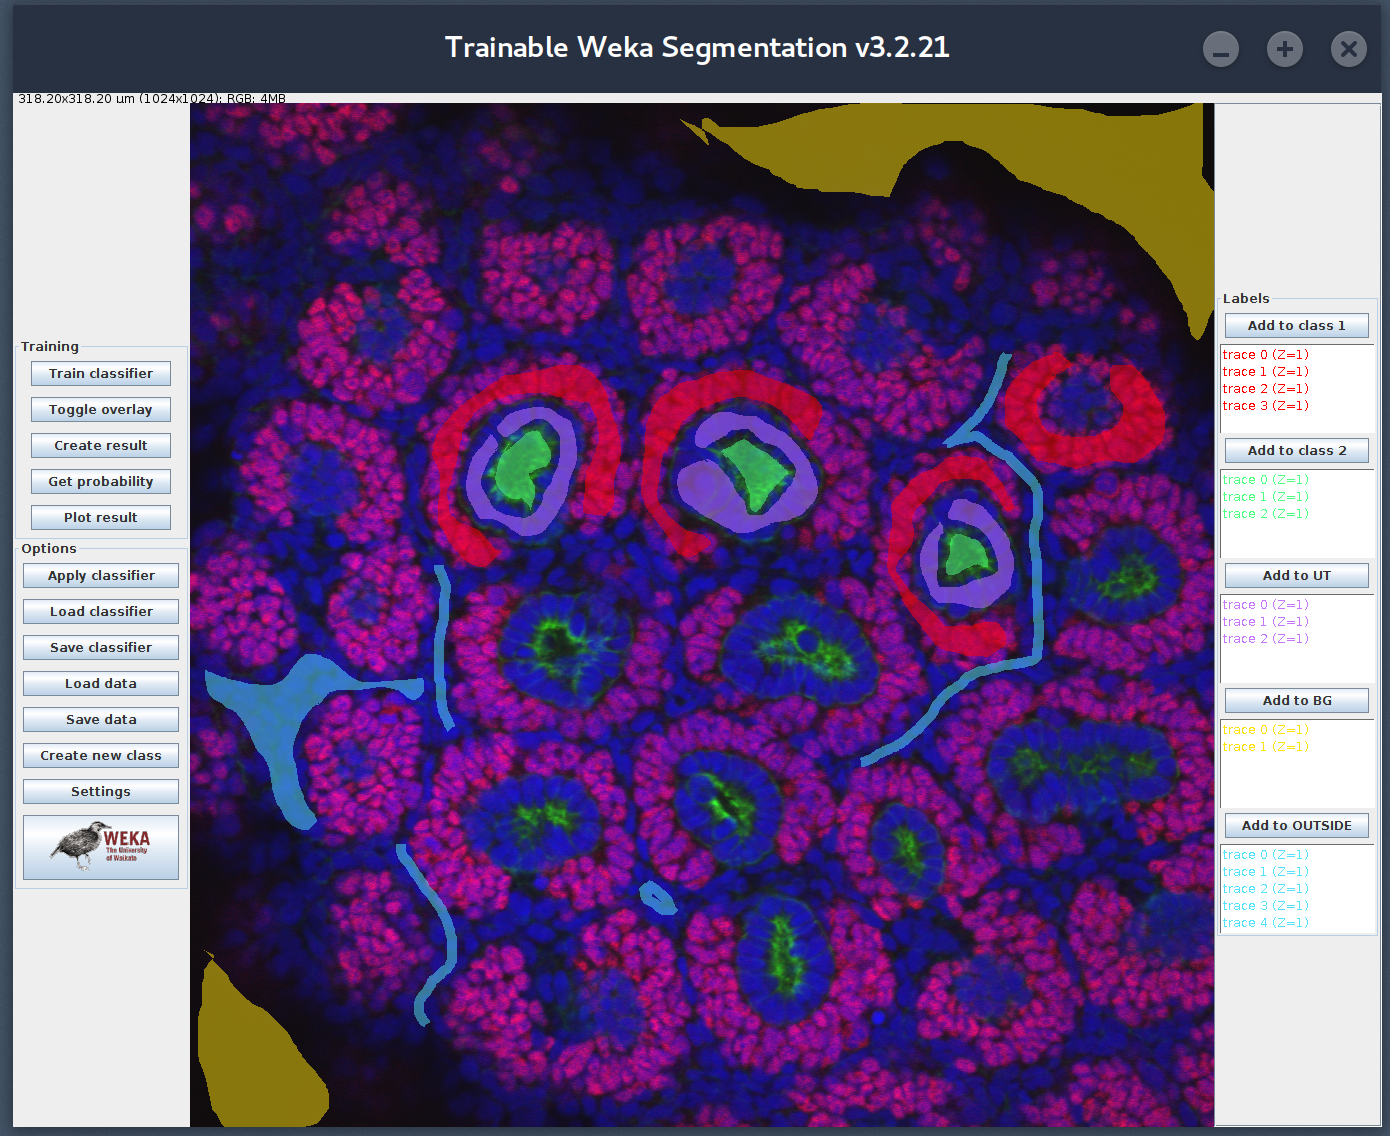 Trainable Weka Segmentation v3.2.21
318.20x318.20 um (1024x1024); RGB; 4MB
Training
Train classifier
Toggle overlay
Create result
Get probability
Plot result
Options
Apply classifier
Load classifier
Save classifier
Load data
Save data
Create new class
Settings
WEKA
The University
of Waikato
Labels
Add to class 1
trace 0 (Z=1)
trace 1 (Z=1)
trace 2 (Z=1)
trace 3 (Z=1)
Add to class 2
trace 0 (Z=1)
trace 1 (Z=1)
trace 2 (Z=1)
Add to UT
trace 0 (Z=1)
trace 1 (Z=1)
trace 2 (Z=1)
Add to BG
trace 0 (Z=1)
trace 1 (Z=1)
Add to OUTSIDE
trace 0 (Z=1)
trace 1 (Z=1)
trace 2 (Z=1)
trace 3 (Z=1)
trace 4 (Z=1)